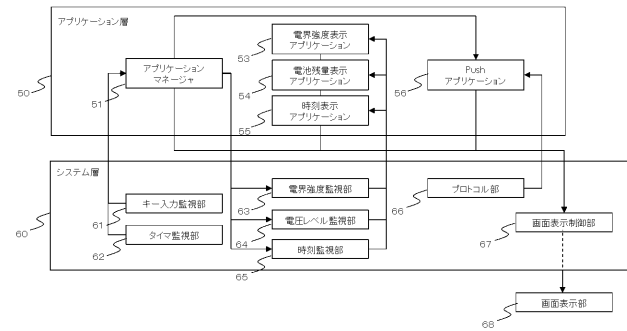 アプリケーション層
電界強度表示
アプリケーション
53
アプリケーション
マネージャ
電池残量表示
アプリケーション
Push
アプリケーション
50
51
54
56
時刻表示
アプリケーション
55
システム層
キー入力監視部
電界強度監視部
プロトコル部
61
63
66
タイマ監視部
電圧レベル監視部
画面表示制御部
60
62
64
67
時刻監視部
65
画面表示部
68